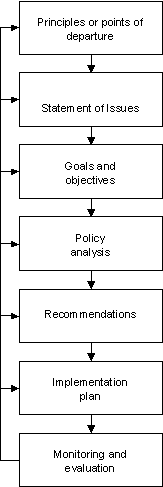 Principles or points of
departure
Statement of Issues
Goals and
objectives
Policy
analysis
Recommendations
Implementation
plan
Monitoring and
evaluation